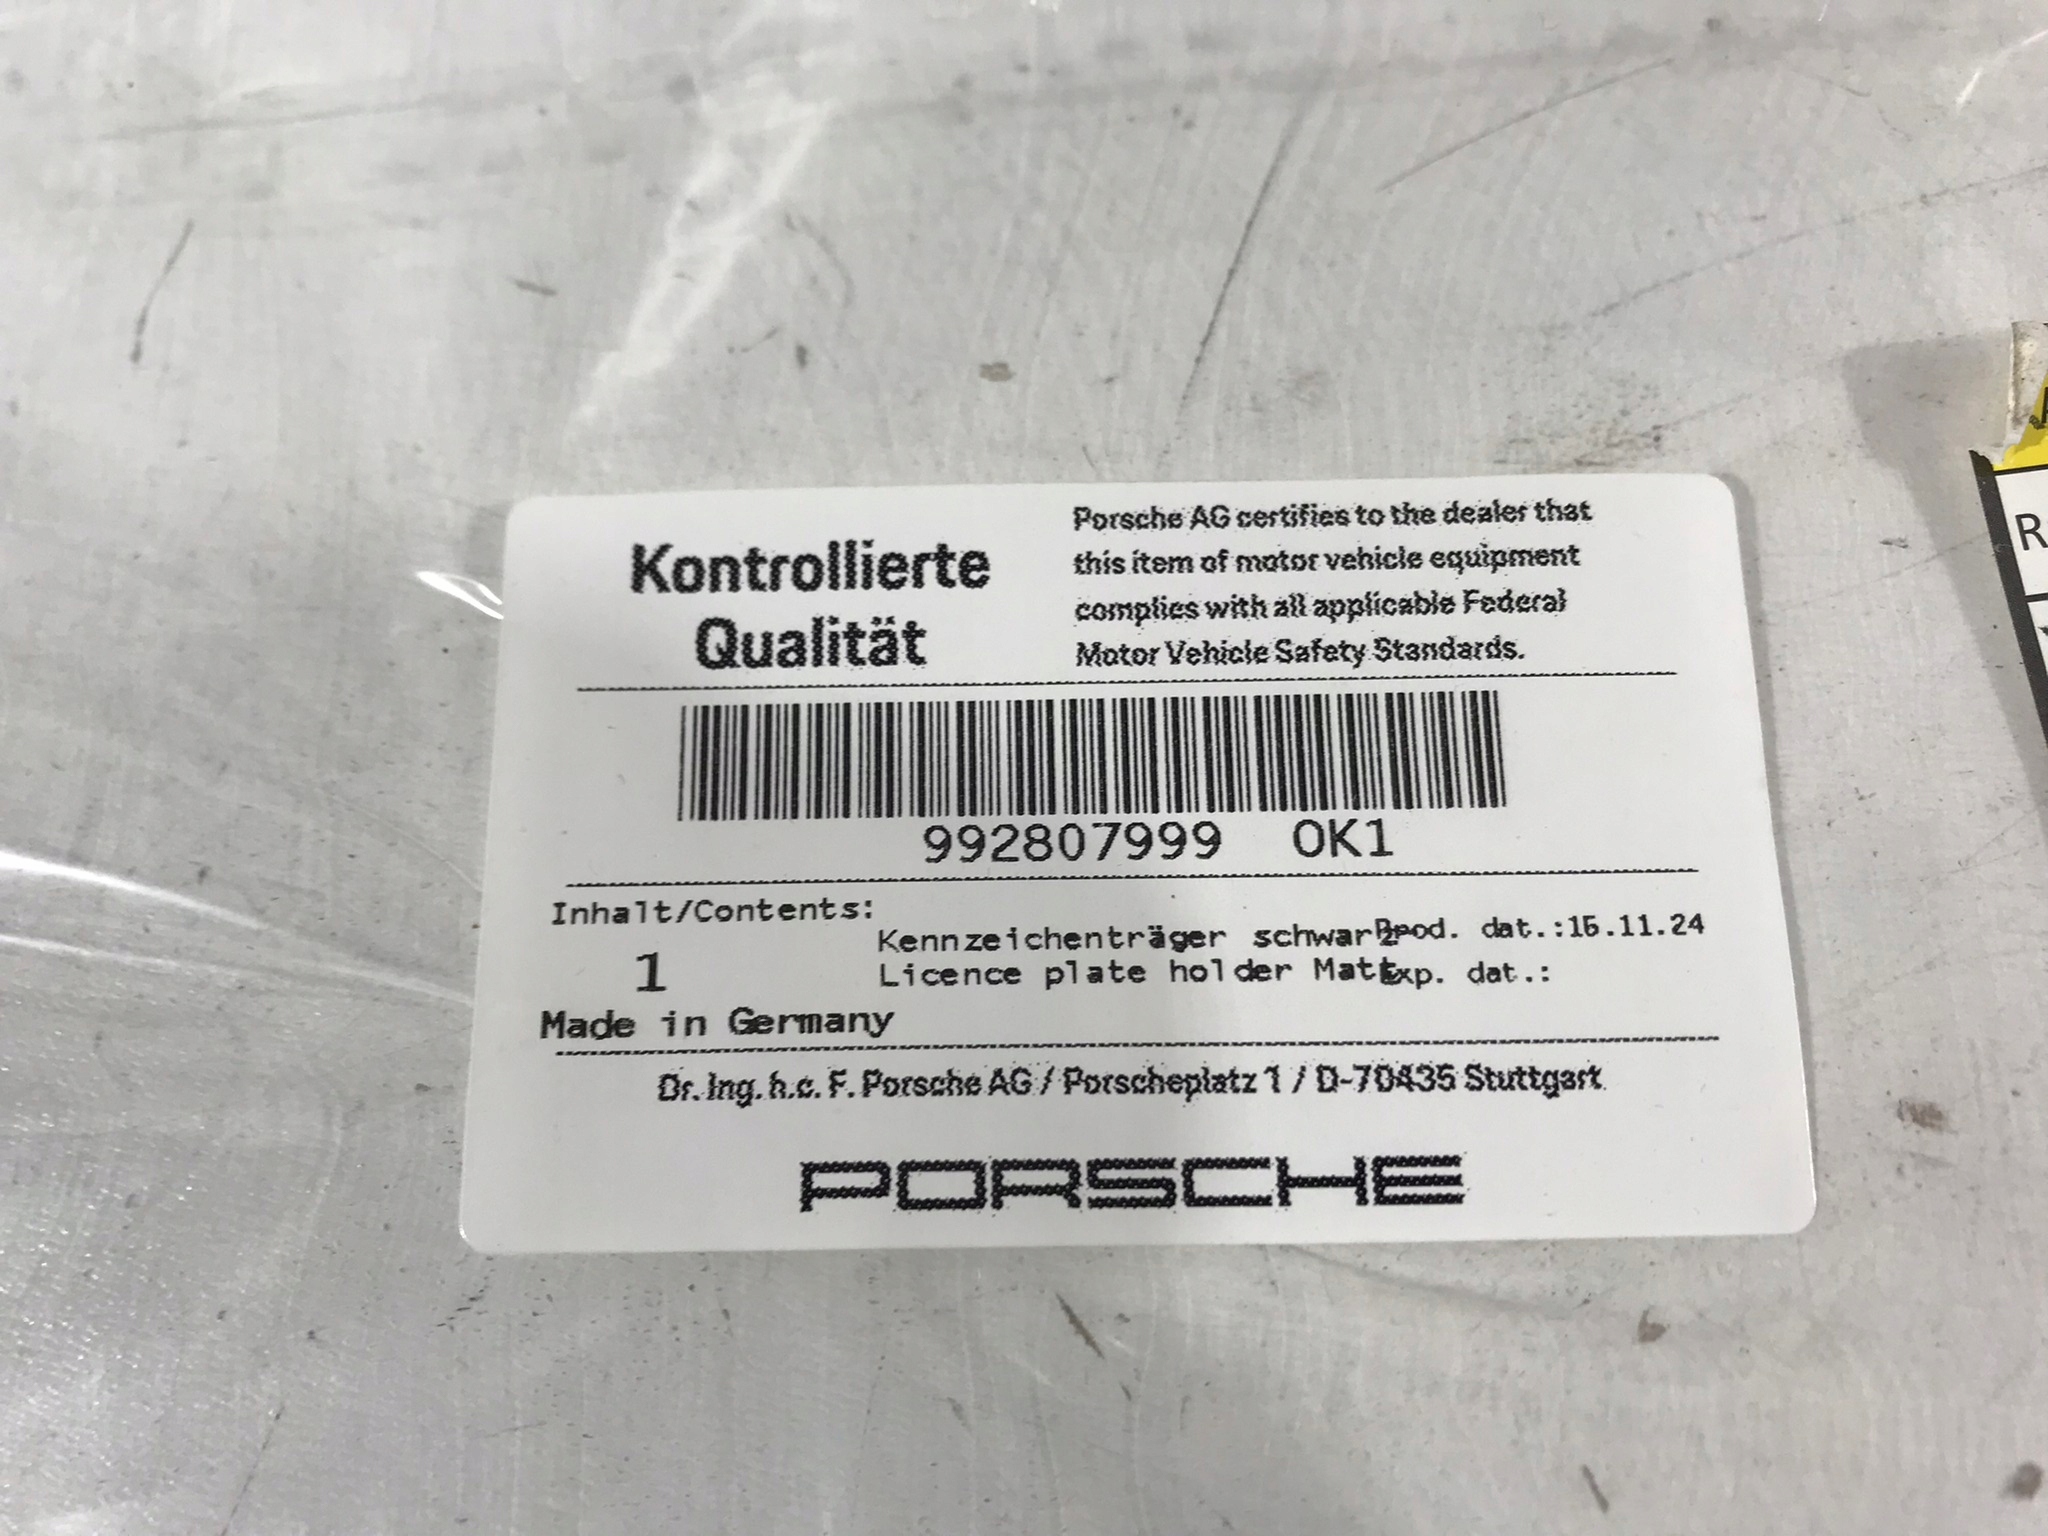 Kontrollierte
Qualität
Porsche AG certifies to the dealer that
this item of motor vehicle equipment
complies with all applicable Federal
Motor Vehicle Safety Standards.
992807999 OK1
Inhalt/Contents:
1
Kennzeichenträger schwarz-
Licence plate holder Matt
Prod. dat.:15.11.24
Exp. dat.:
Made in Germany
Dr. Ing. h.c. F. Porsche AG / Porscheplatz 1 / D-70435 Stuttgart
PORSCHE